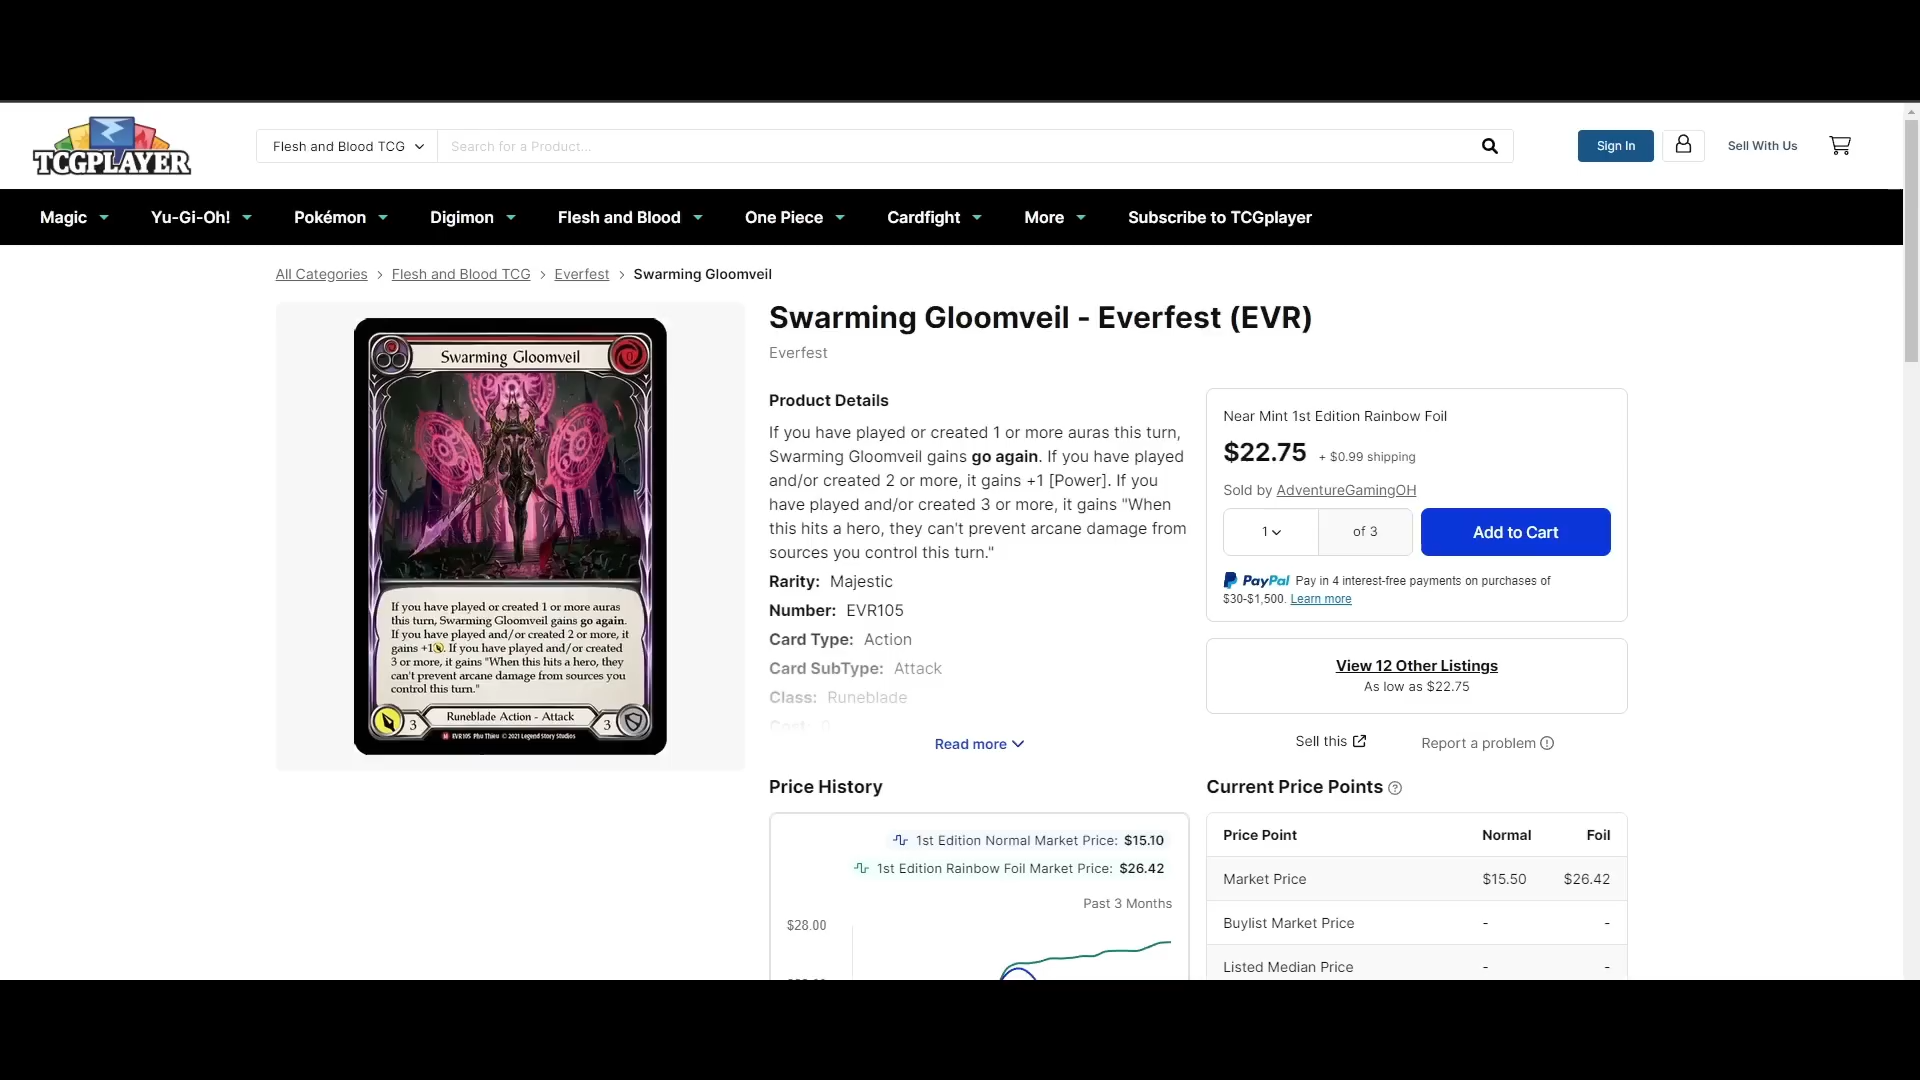 TCGPLAYER
Flesh and Blood TCG
Search for a Product...
Sign In
Sell With Us
Magic
Yu-Gi-Oh!
Pokémon
Digimon
Flesh and Blood
One Piece
Cardfight
More
Subscribe to TCGplayer
All Categories > Flesh and Blood TCG > Everfest > Swarming Gloomveil
Swarming Gloomveil
0
If you have played or created 1 or more auras
this turn, Swarming Gloomveil gains go again.
If you have played and/or created 2 or more, it
gains +1. If you have played and/or created
3 or more, it gains "When this hits a hero, they
can't prevent arcane damage from sources you
control this turn."
3
Runeblade Action - Attack
3
M EVR105 Phu Thieu © 2021 Legend Story Studios
Swarming Gloomveil - Everfest (EVR)
Everfest
Product Details
If you have played or created 1 or more auras this turn,
Swarming Gloomveil gains go again. If you have played
and/or created 2 or more, it gains +1 [Power]. If you
have played and/or created 3 or more, it gains "When
this hits a hero, they can't prevent arcane damage from
sources you control this turn."
Rarity: Majestic
Number: EVR105
Card Type: Action
Card SubType: Attack
Class: Runeblade
Cost: 0
Read more
Near Mint 1st Edition Rainbow Foil
$22.75 + $0.99 shipping
Sold by AdventureGamingOH
1
of 3
Add to Cart
PayPal Pay in 4 interest-free payments on purchases of
$30-$1,500. Learn more
View 12 Other Listings
As low as $22.75
Sell this
Report a problem
Price History
1st Edition Normal Market Price: $15.10
1st Edition Rainbow Foil Market Price: $26.42
Past 3 Months
$28.00
Current Price Points
Price Point Normal Foil
Market Price $15.50 $26.42
Buylist Market Price - -
Listed Median Price - -